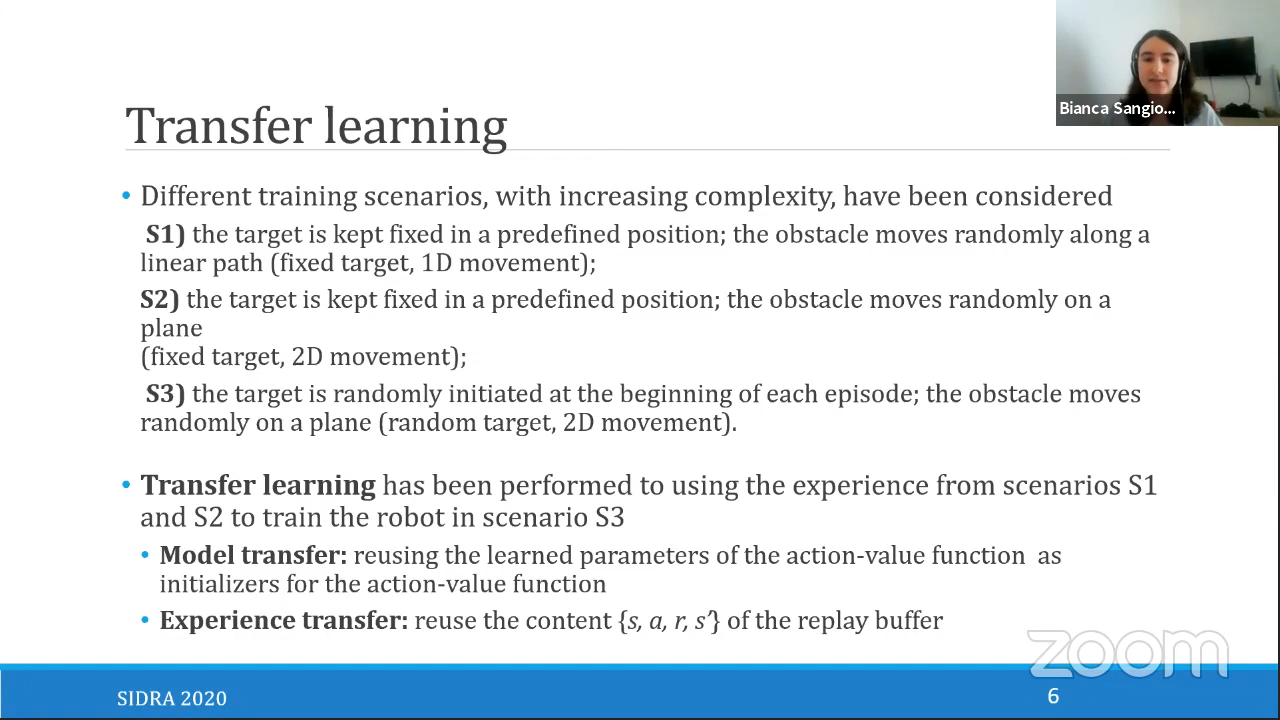 Bianca Sangio...
Transfer learning
• Different training scenarios, with increasing complexity, have been considered
S1) the target is kept fixed in a predefined position; the obstacle moves randomly along a
linear path (fixed target, 1D movement);
S2) the target is kept fixed in a predefined position; the obstacle moves randomly on a
plane
(fixed target, 2D movement);
S3) the target is randomly initiated at the beginning of each episode; the obstacle moves
randomly on a plane (random target, 2D movement).
• Transfer learning has been performed to using the experience from scenarios S1
and S2 to train the robot in scenario S3
• Model transfer: reusing the learned parameters of the action-value function as
initializers for the action-value function
• Experience transfer: reuse the content {s, a, r, s’} of the replay buffer
zoom
SIDRA 2020
6